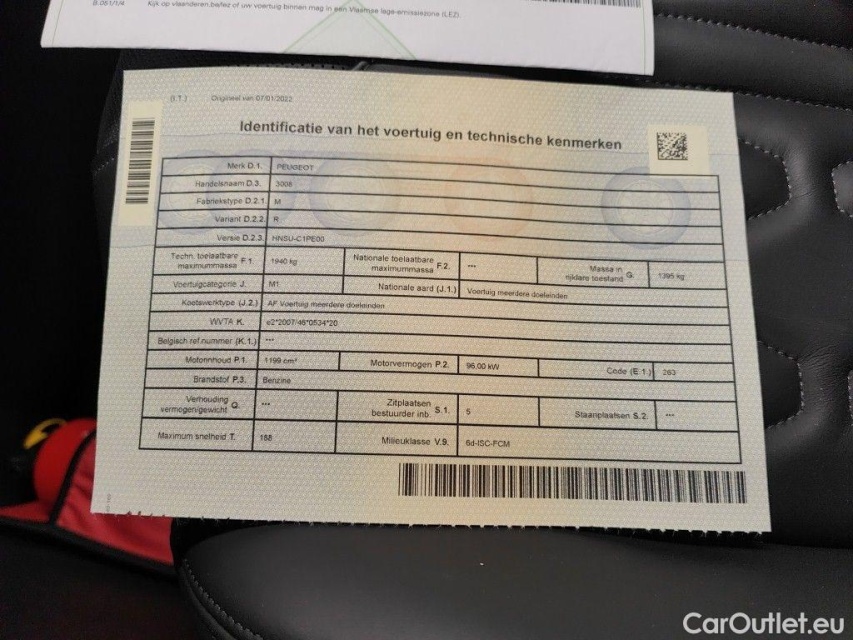 B.051/1/4 Kijk op vlaanderen.be/lez of uw voertuig binnen mag in een Vlaamse lage-emissiezone (LEZ).
(I.T.) Origineel van 07/01/2022
Identificatie van het voertuig en technische kenmerken
Merk D.1. PEUGEOT
Handelsnaam D.3. 3008
Fabriekstype D.2.1 M
Variant D.2.2. R
Versie D.2.3. HNSU-C1PE00
Techn. toelaatbare maximummassa F.1 1940 kg Nationale toelaatbare maximummassa F.2. --- Massa in rijklare toestand G. 1395 kg
Voertuigcategorie J. M1 Nationale aard (J.1.) Voertuig meerdere doeleinden
Koetswerktype (J.2.) AF Voertuig meerdere doeleinden
WVTA K. e2*2007/46*0534*20
Belgisch ref.nummer (K.1.) ---
Motorinhoud P.1. 1199 cm³ Motorvermogen P.2. 96.00 kW Code (E.1.) 263
Brandstof P.3. Benzine
Verhouding vermogen/gewicht Q. --- Zitplaatsen bestuurder inb. S.1. 5 Staanplaatsen S.2. ---
Maximum snelheid T. 188 Milieuklasse V.9. 6d-ISC-FCM
CarOutlet.eu